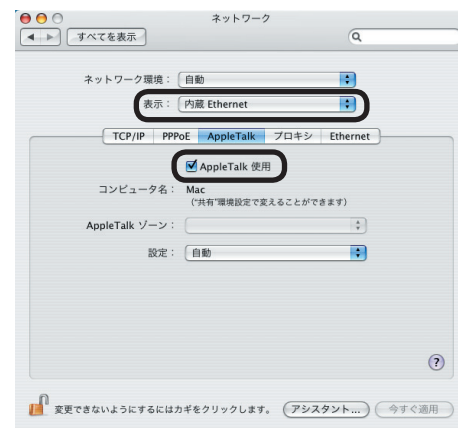 ネットワーク
すべてを表示
ネットワーク環境： 自動
表示： 内蔵 Ethernet
TCP/IP PPPoE AppleTalk プロキシ Ethernet
AppleTalk 使用
コンピュータ名： Mac
（"共有"環境設定で変えることができます）
AppleTalk ゾーン：
設定： 自動
?
変更できないようにするにはカギをクリックします。 アシスタント... 今すぐ適用